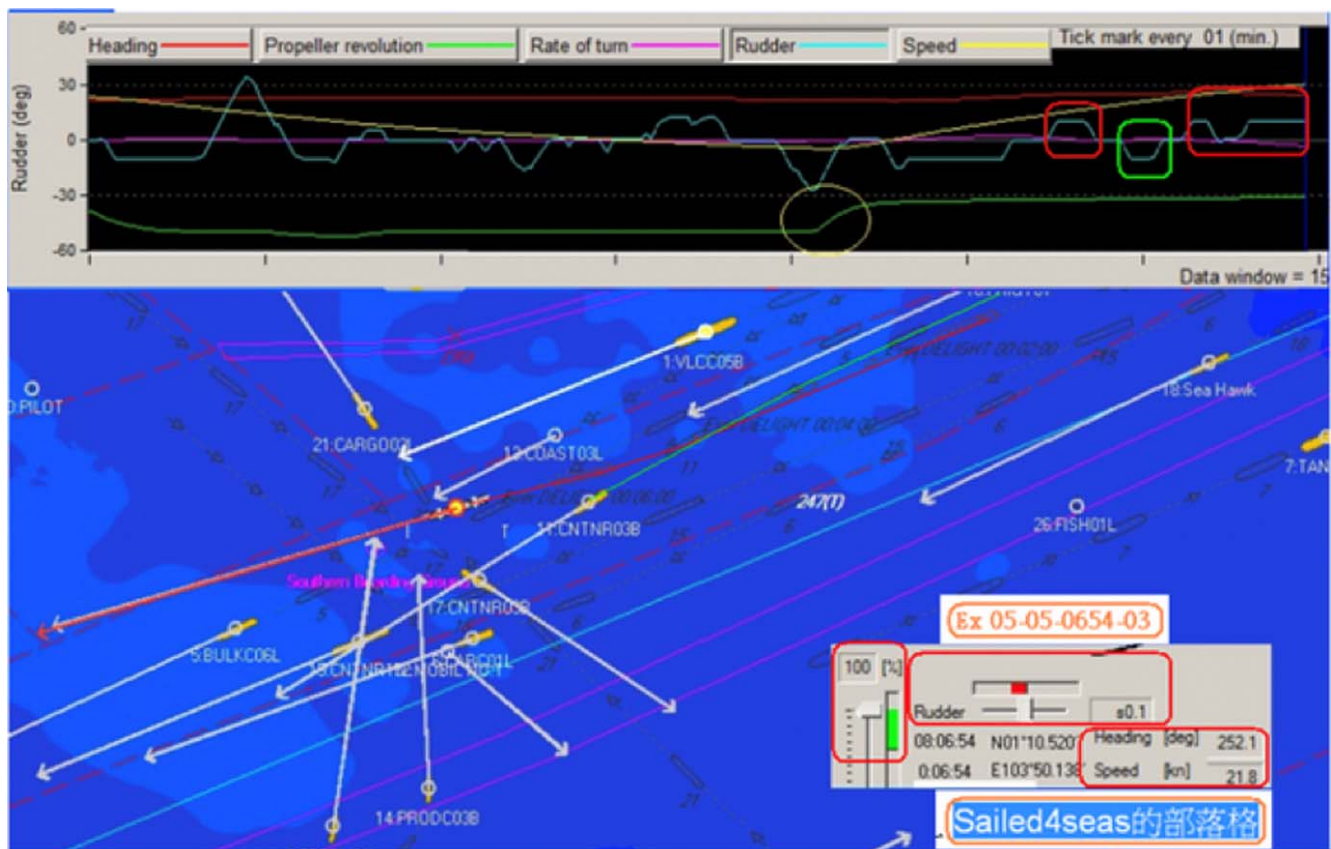 60
Heading
Propeller revolution
Rate of turn
Rudder
Speed
Tick mark every 01 (min.)
30
0
-30
-60
Rudder (deg)
Data window = 15
1:VLCC05B
18:Sea Hawk
0:PILOT
21:CARGO02L
12:COAST03L
11:CNTNR03B
247(T)
26:FISH01L
7:TAN
17:CNTNR03B
5:BULKC06L
14:PRODC03B
Ex 05-05-0654-03
100 [%]
Rudder
s0.1
08:06:54 N01°10.520'
Heading [deg] 252.1
0:06:54 E103°50.138'
Speed [kn] 21.8
Sailed4seas的部落格